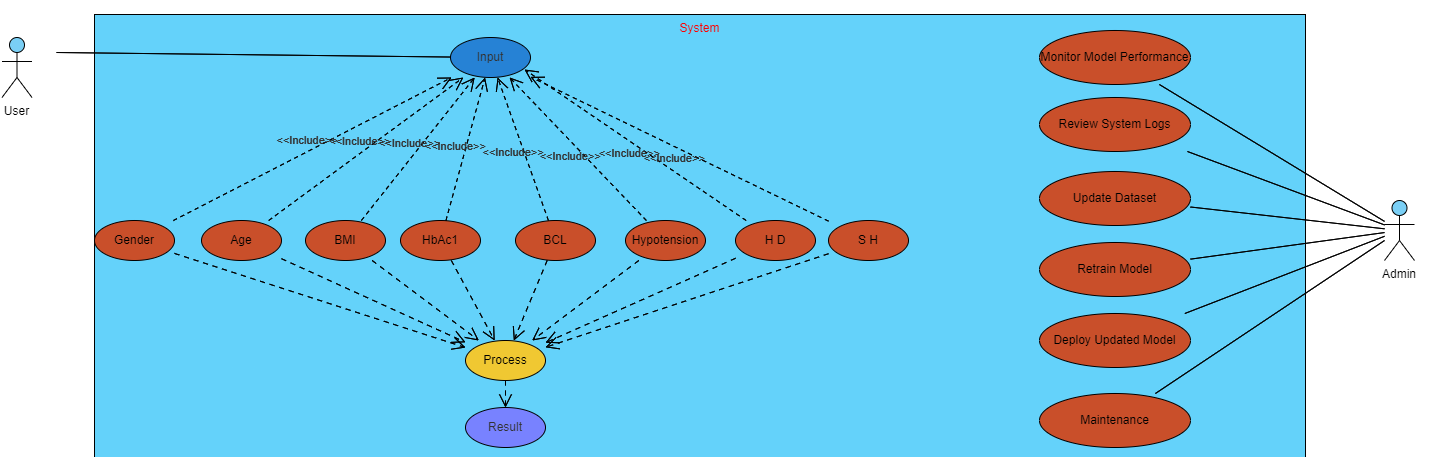 System
Input
Monitor Model Performance
User
Review System Logs
<<Include>>
<<Include>>
<<Include>>
<<Include>>
<<Include>>
<<Include>>
<<Include>>
<<Include>>
Update Dataset
Gender
Age
BMI
HbAc1
BCL
Hypotension
H D
S H
Retrain Model
Admin
Deploy Updated Model
Process
Maintenance
Result